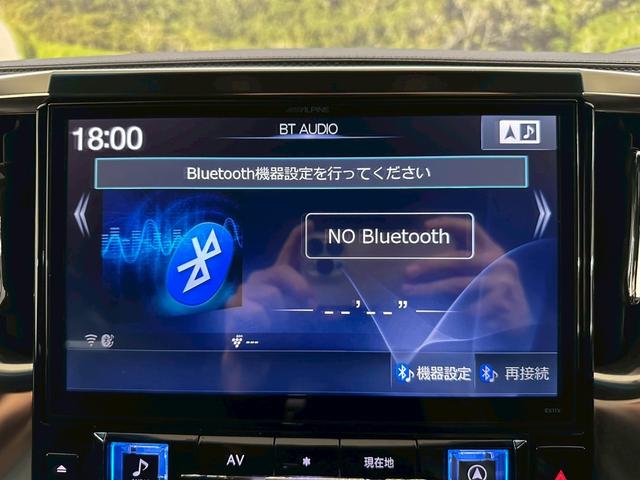 ALPINE
18:00
BT AUDIO
Bluetooth機器設定を行ってください
NO Bluetooth
--'--"
---
機器設定
再接続
EX11V
AV
*
現在地